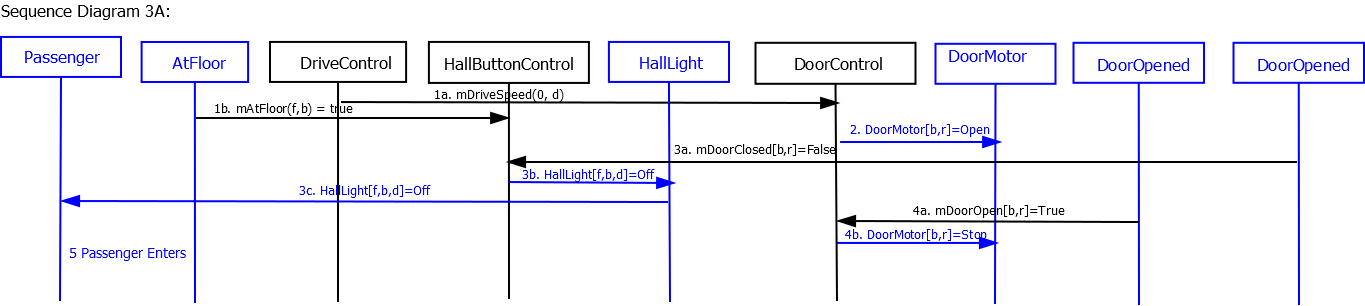 Sequence Diagram 3A:
Passenger
AtFloor
DriveControl
HallButtonControl
HallLight
DoorControl
DoorMotor
DoorOpened
DoorOpened
1a. mDriveSpeed(0, d)
1b. mAtFloor(f,b) = true
2. DoorMotor[b,r]=Open
3a. mDoorClosed[b,r]=False
3b. HallLight[f,b,d]=Off
3c. HallLight[f,b,d]=Off
4a. mDoorOpen[b,r]=True
4b. DoorMotor[b,r]=Stop
5 Passenger Enters